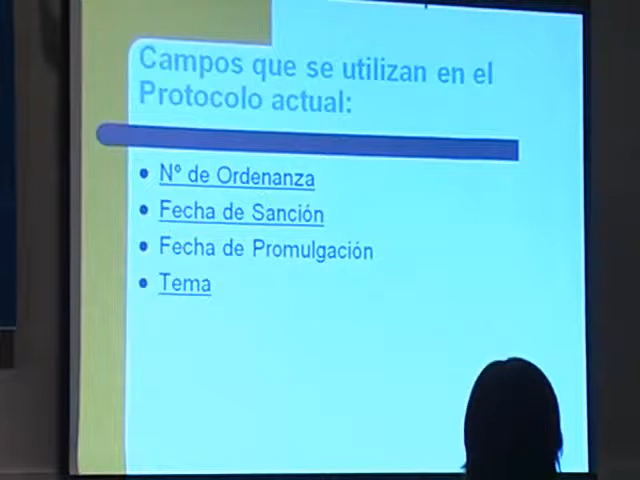 Campos que se utilizan en el
Protocolo actual:
• Nº de Ordenanza
• Fecha de Sanción
• Fecha de Promulgación
• Tema